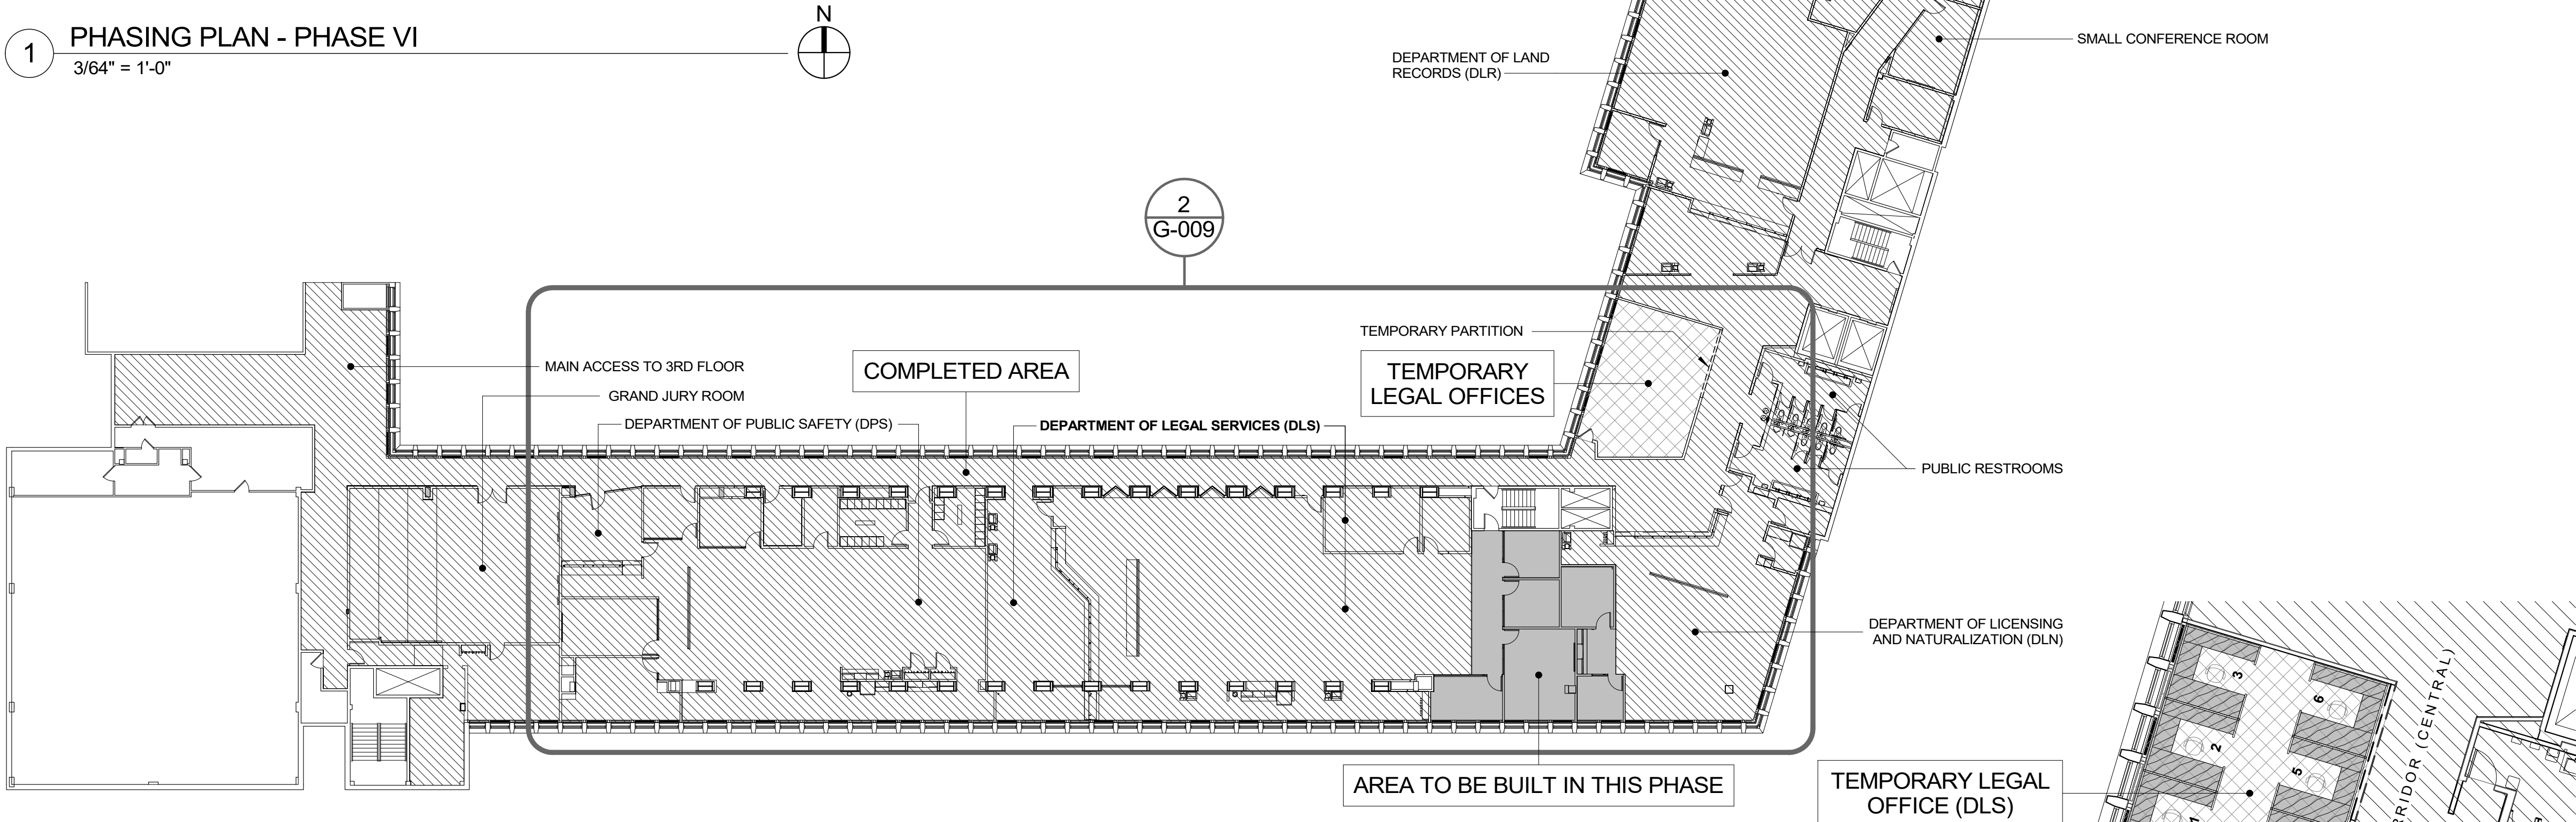 1
PHASING PLAN - PHASE VI
3/64" = 1'-0"
N
DEPARTMENT OF LAND
RECORDS (DLR)
SMALL CONFERENCE ROOM
2
G-009
MAIN ACCESS TO 3RD FLOOR
GRAND JURY ROOM
DEPARTMENT OF PUBLIC SAFETY (DPS)
COMPLETED AREA
DEPARTMENT OF LEGAL SERVICES (DLS)
TEMPORARY PARTITION
TEMPORARY
LEGAL OFFICES
PUBLIC RESTROOMS
DEPARTMENT OF LICENSING
AND NATURALIZATION (DLN)
AREA TO BE BUILT IN THIS PHASE
TEMPORARY LEGAL
OFFICE (DLS)
3
6
2
5
1
RRIDOR (CENTRAL)